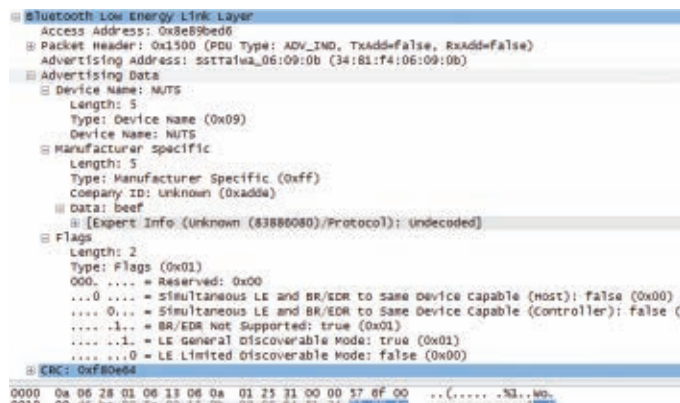 Bluetooth Low Energy Link Layer
Access Address: 0x8e89bed6
Packet Header: 0x1500 (PDU Type: ADV_IND, TxAdd=false, RxAdd=false)
Advertising Address: SstTaiwa_06:09:0b (34:81:f4:06:09:0b)
Advertising Data
Device Name: NUTS
Length: 5
Type: Device Name (0x09)
Device Name: NUTS
Manufacturer Specific
Length: 5
Type: Manufacturer Specific (0xff)
Company ID: Unknown (0xadde)
Data: beef
[Expert Info (Unknown (83886080)/Protocol): Undecoded]
Flags
Length: 2
Type: Flags (0x01)
000. .... = Reserved: 0x00
...0 .... = Simultaneous LE and BR/EDR to Same Device Capable (Host): false (0x00)
.... 0... = Simultaneous LE and BR/EDR to Same Device Capable (Controller): false (
.... .1.. = BR/EDR Not Supported: true (0x01)
.... ..1. = LE General Discoverable Mode: true (0x01)
.... ...0 = LE Limited Discoverable Mode: false (0x00)
CRC: 0xf80e64
0000 0a 06 28 01 06 13 06 0a 01 25 31 00 00 57 6f 00 ..(..... .%1..Wo.